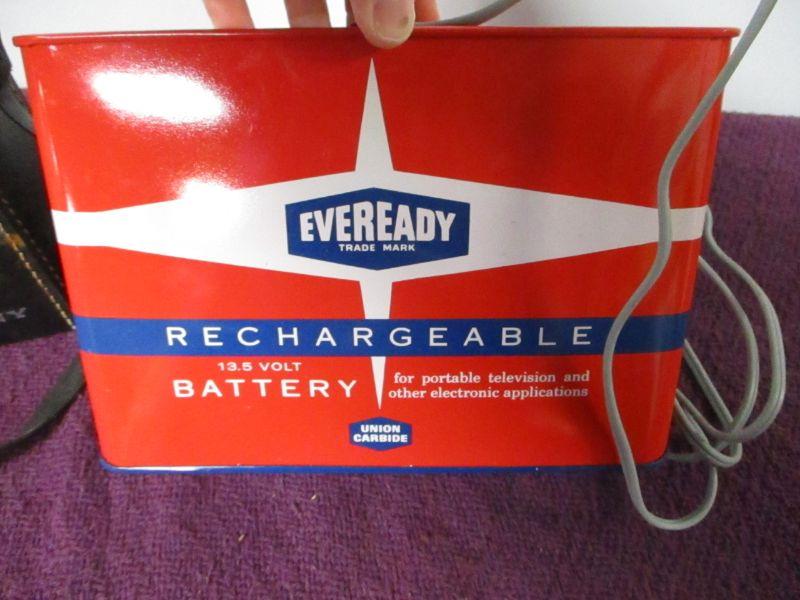 EVEREADY
TRADE MARK
RECHARGEABLE
13.5 VOLT
BATTERY
for portable television and
other electronic applications
UNION
CARBIDE